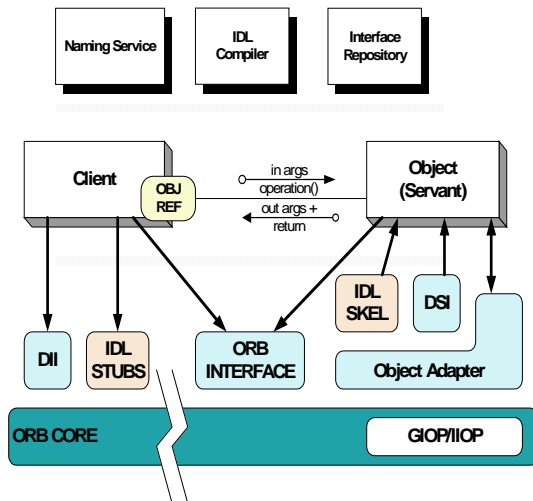 Naming Service
IDL
Compiler
Interface
Repository
Client
OBJ
REF
in args
operation()
out args +
return
Object
(Servant)
DII
IDL
STUBS
ORB
INTERFACE
IDL
SKEL
DSI
Object Adapter
ORB CORE
GIOP/IIOP